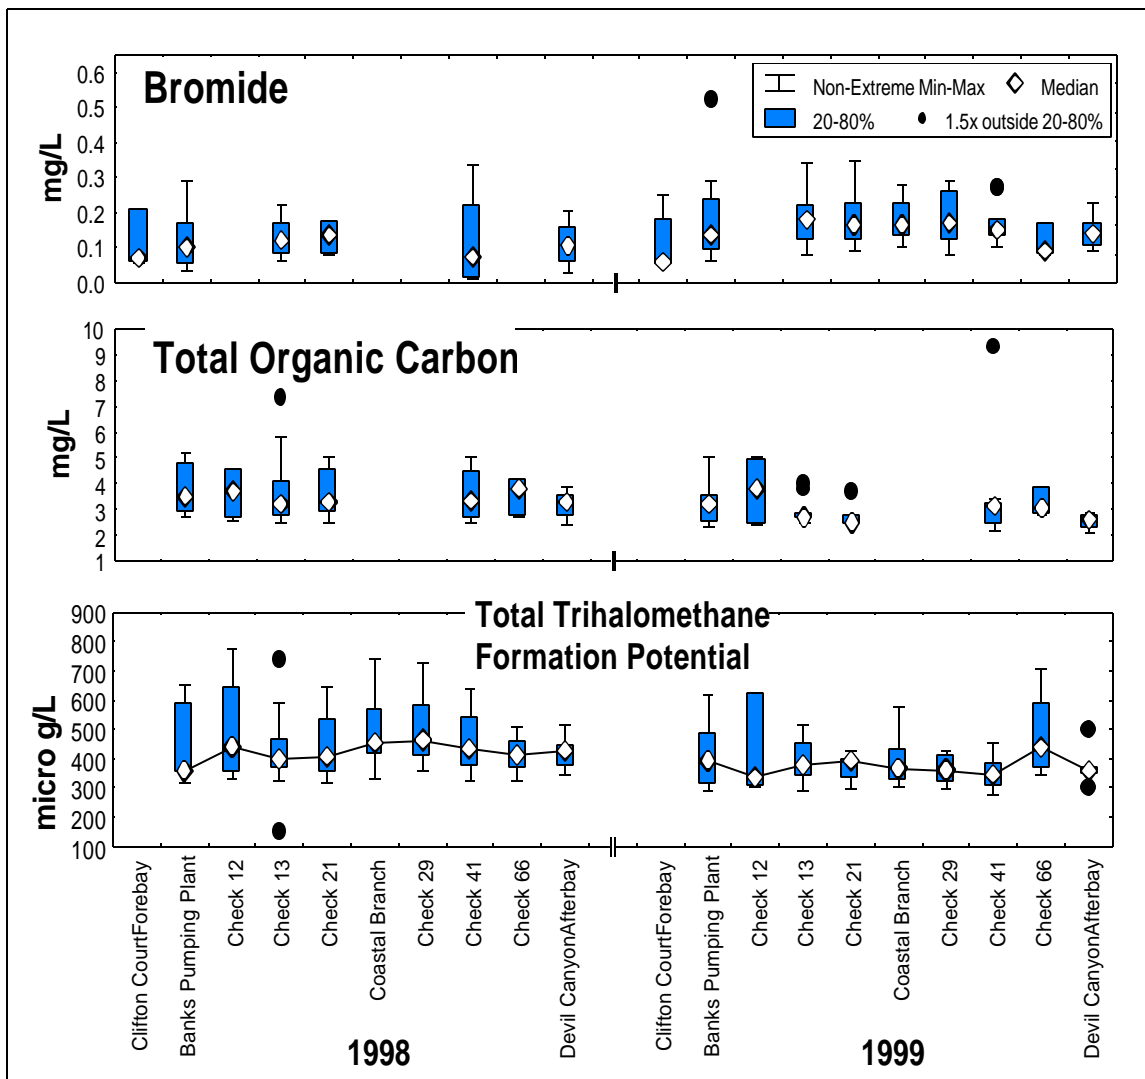 Bromide
Non-Extreme Min-Max
Median
20-80%
1.5x outside 20-80%
mg/L
0.6
0.5
0.4
0.3
0.2
0.1
0.0
Total Organic Carbon
mg/L
10
9
8
7
6
5
4
3
2
1
Total Trihalomethane
Formation Potential
micro g/L
900
800
700
600
500
400
300
200
100
Clifton CourtForebay
Banks Pumping Plant
Check 12
Check 13
Check 21
Coastal Branch
Check 29
Check 41
Check 66
Devil CanyonAfterbay
Clifton CourtForebay
Banks Pumping Plant
Check 12
Check 13
Check 21
Coastal Branch
Check 29
Check 41
Check 66
Devil CanyonAfterbay
1998
1999